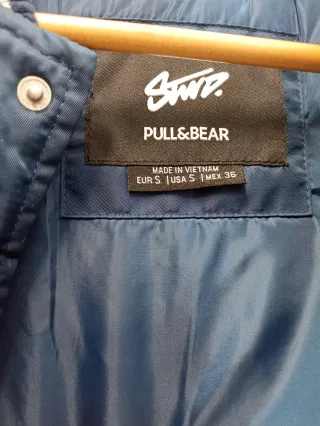 STWD.
PULL&BEAR
MADE IN VIETNAM
EUR S | USA S | MEX 36